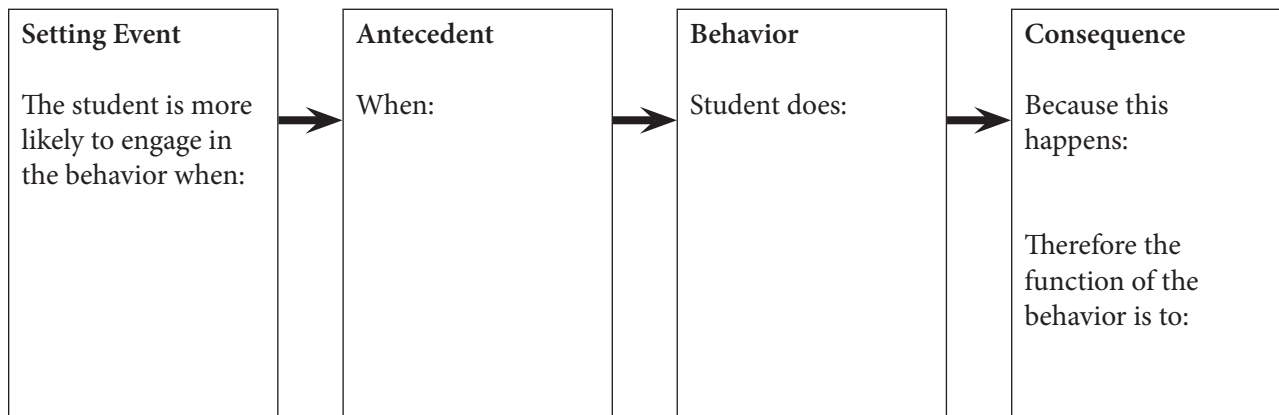 Setting Event
The student is more
likely to engage in
the behavior when:
Antecedent
When:
Behavior
Student does:
Consequence
Because this
happens:
Therefore the
function of the
behavior is to: